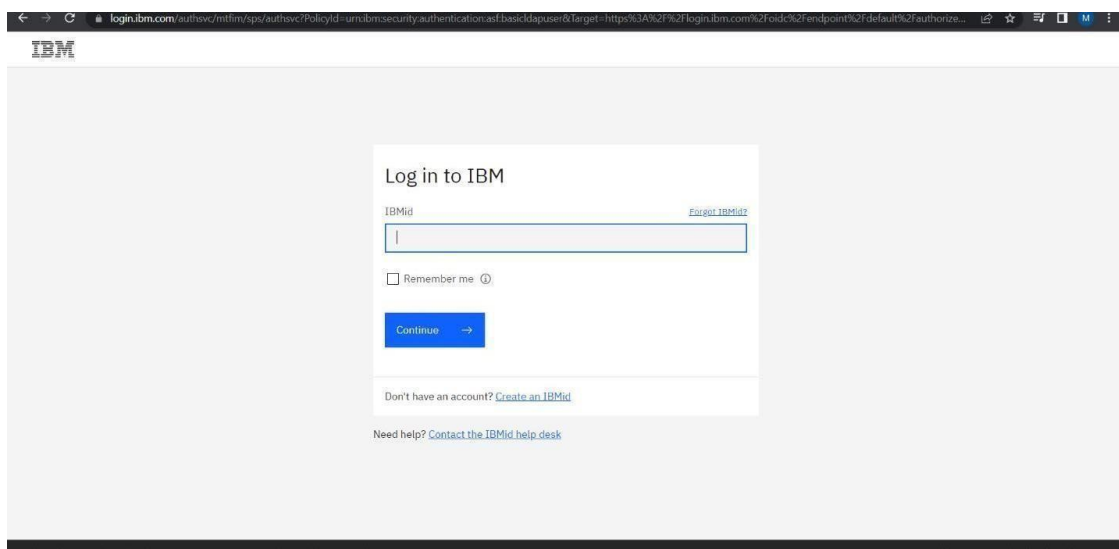 login.ibm.com/authsvc/mtfim/sps/authsvc?PolicyId=urn:ibm:security:authentication:asf:basicldapuser&Target=https%3A%2F%2Flogin.ibm.com%2Foidc%2Fendpoint%2Fdefault%2Fauthorize...
M
IBM
Log in to IBM
IBMid Forgot IBMid?
Remember me
Continue →
Don't have an account? Create an IBMid
Need help? Contact the IBMid help desk